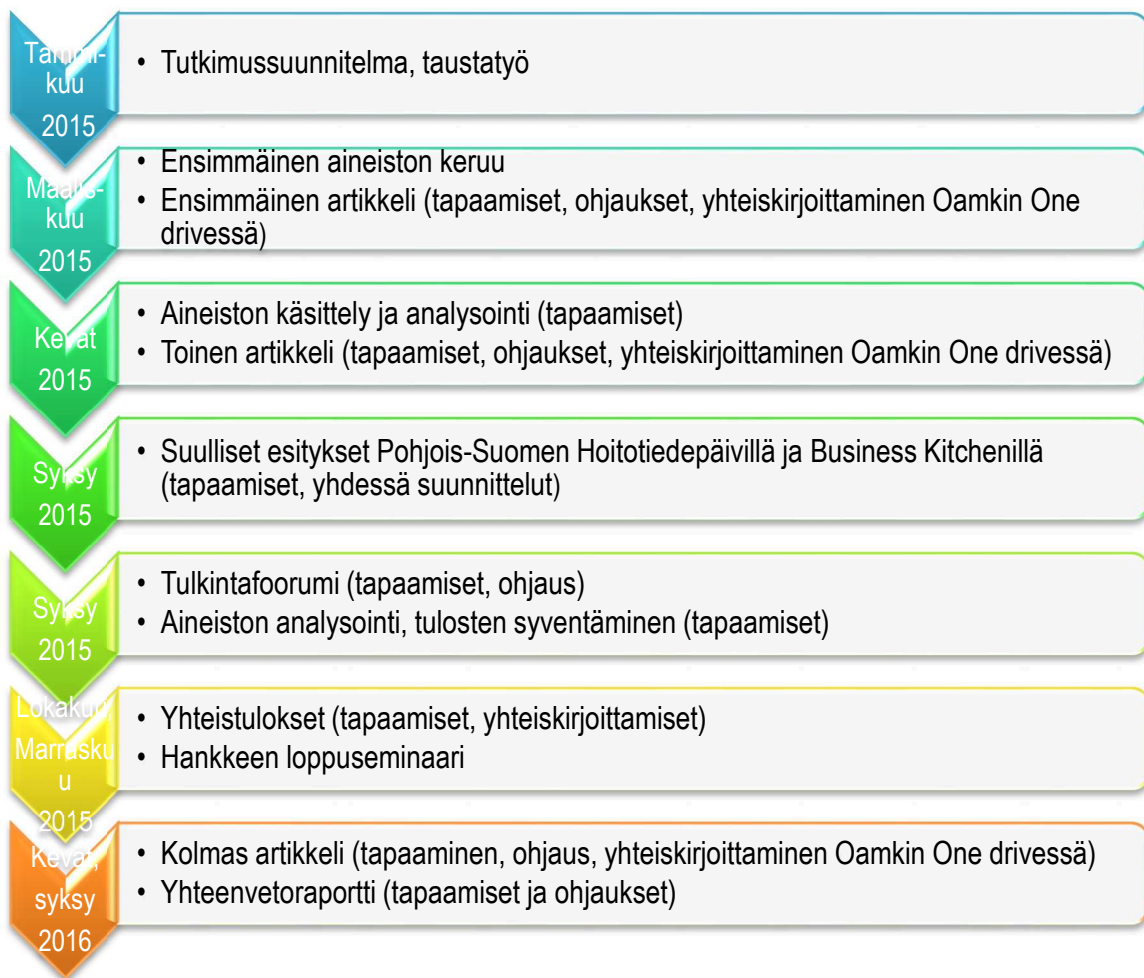 Tammi-
kuu
2015
• Tutkimussuunnitelma, taustatyö
Maalis-
kuu
2015
• Ensimmäinen aineiston keruu
• Ensimmäinen artikkeli (tapaamiset, ohjaukset, yhteiskirjoittaminen Oamkin One
drivessä)
Kevät
2015
• Aineiston käsittely ja analysointi (tapaamiset)
• Toinen artikkeli (tapaamiset, ohjaukset, yhteiskirjoittaminen Oamkin One drivessä)
Syksy
2015
• Suulliset esitykset Pohjois-Suomen Hoitotiedepäivillä ja Business Kitchenillä
(tapaamiset, yhdessä suunnittelut)
Syksy
2015
• Tulkintafoorumi (tapaamiset, ohjaus)
• Aineiston analysointi, tulosten syventäminen (tapaamiset)
Lokakuu,
Marrasku
u
2015
• Yhteistulokset (tapaamiset, yhteiskirjoittamiset)
• Hankkeen loppuseminaari
Kevät,
syksy
2016
• Kolmas artikkeli (tapaaminen, ohjaus, yhteiskirjoittaminen Oamkin One drivessä)
• Yhteenvetoraportti (tapaamiset ja ohjaukset)